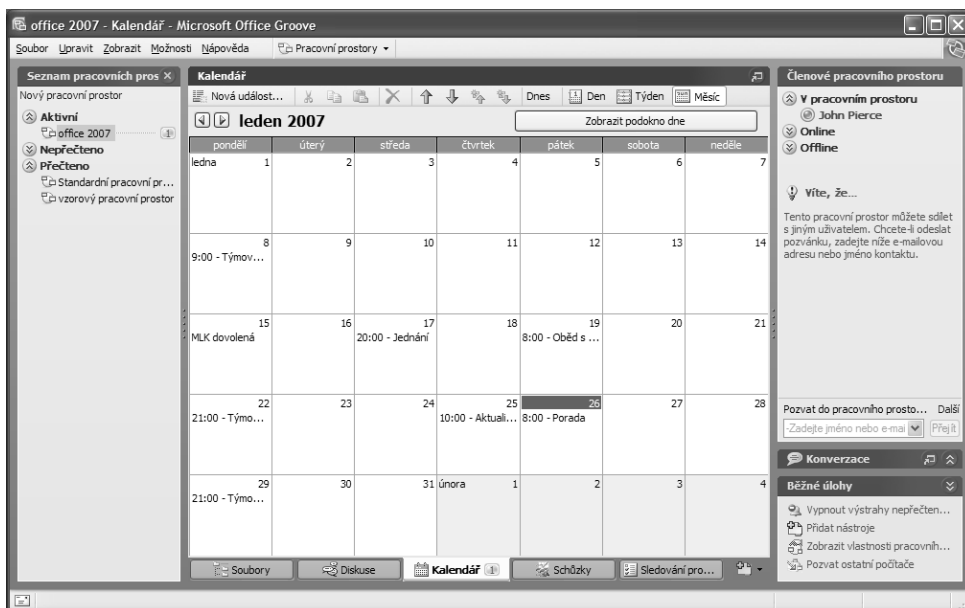 office 2007 - Kalendář - Microsoft Office Groove
Soubor Upravit Zobrazit Možnosti Nápověda Pracovní prostory
Seznam pracovních pros
Nový pracovní prostor
Aktivní
office 2007
Nepřečteno
Přečteno
Standardní pracovní pr...
vzorový pracovní prostor
Kalendář
Nová událost... Dnes Den Týden Měsíc
leden 2007 Zobrazit podokno dne
pondělí úterý středa čtvrtek pátek sobota neděle
ledna 1 2 3 4 5 6 7
8 9 10 11 12 13 14
9:00 - Týmov...
15 16 17 18 19 20 21
MLK dovolená 20:00 - Jednání 8:00 - Oběd s ...
22 23 24 25 26 27 28
21:00 - Týmo... 10:00 - Aktuali... 8:00 - Porada
29 30 31 února 1 2 3 4
21:00 - Týmo...
Soubory Diskuse Kalendář Schůzky Sledování pro...
Členové pracovního prostoru
V pracovním prostoru
John Pierce
Online
Offline
Víte, že...
Tento pracovní prostor můžete sdílet
s jiným uživatelem. Chcete-li odeslat
pozvánku, zadejte níže e-mailovou
adresu nebo jméno kontaktu.
Pozvat do pracovního prosto... Další
-Zadejte jméno nebo e-mai Přejít
Konverzace
Běžné úlohy
Vypnout výstrahy nepřečten...
Přidat nástroje
Zobrazit vlastnosti pracovníh...
Pozvat ostatní počítače